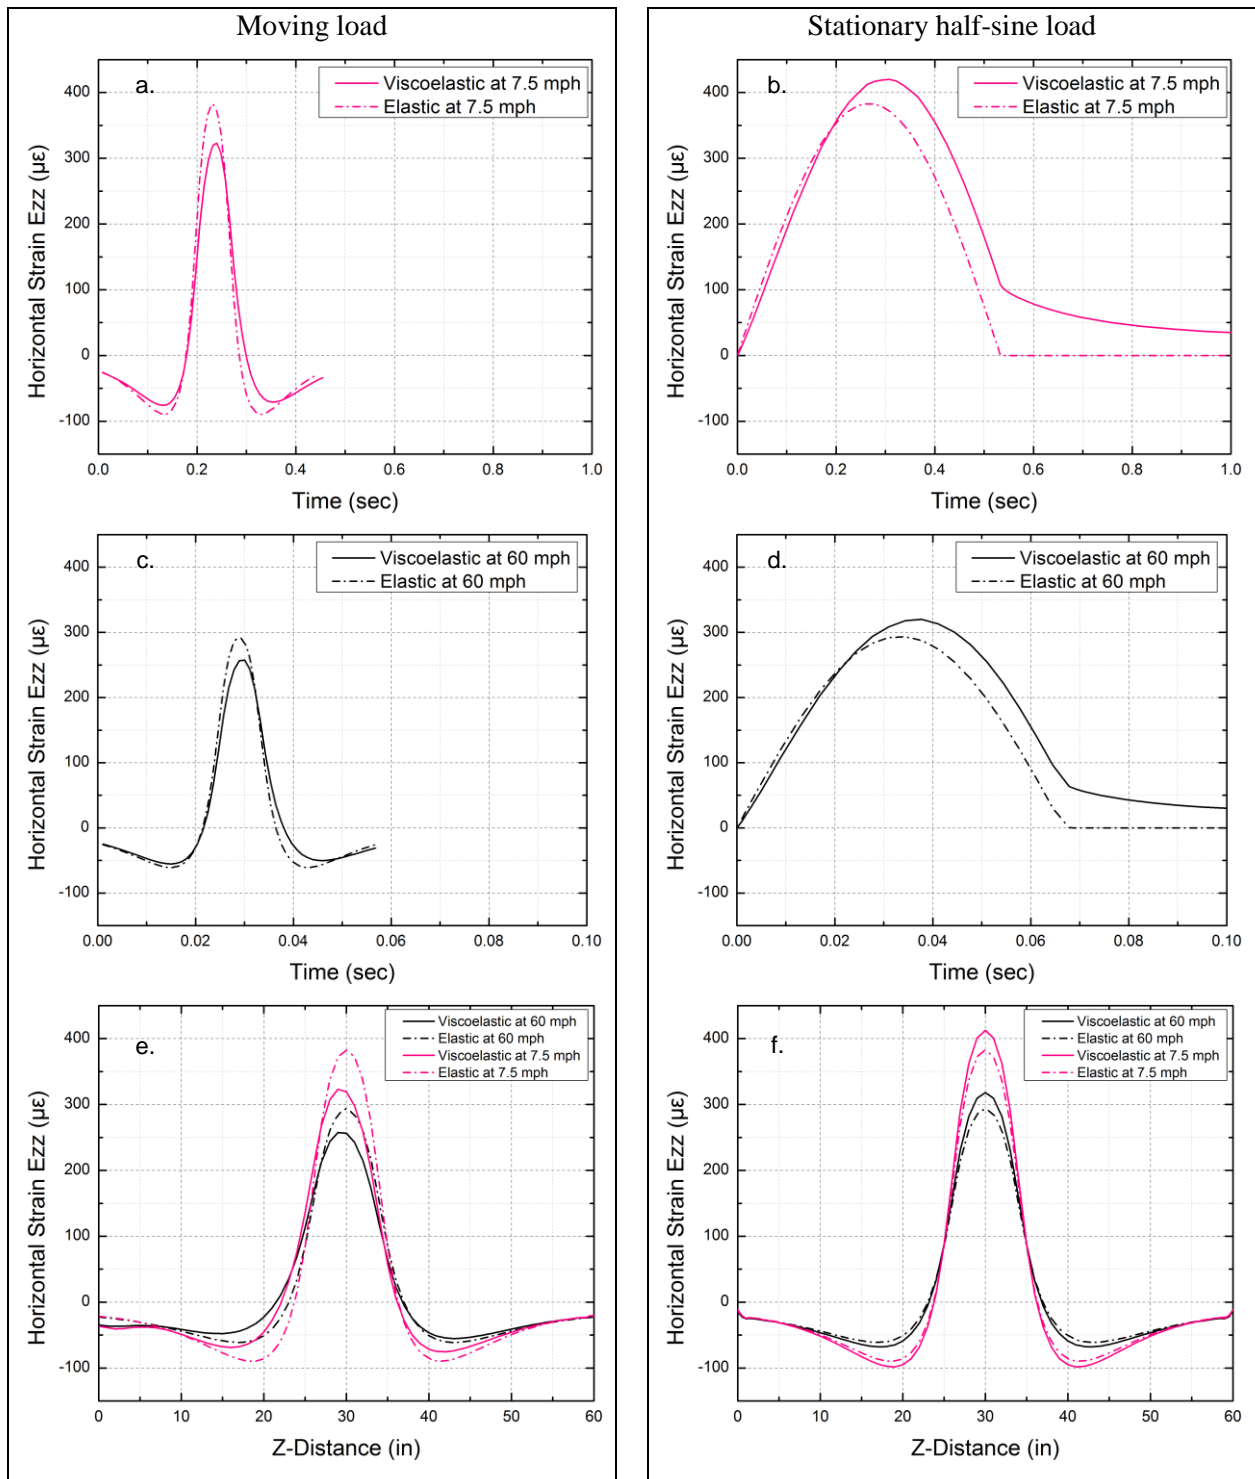 Moving load
a.
Viscoelastic at 7.5 mph
Elastic at 7.5 mph
Horizontal Strain Ezz (με)
400
300
200
100
0
-100
0.0 0.2 0.4 0.6 0.8 1.0
Time (sec)
c.
Viscoelastic at 60 mph
Elastic at 60 mph
Horizontal Strain Ezz (με)
400
300
200
100
0
-100
0.00 0.02 0.04 0.06 0.08 0.10
Time (sec)
e.
Viscoelastic at 60 mph
Elastic at 60 mph
Viscoelastic at 7.5 mph
Elastic at 7.5 mph
Horizontal Strain Ezz (με)
400
300
200
100
0
-100
0 10 20 30 40 50 60
Z-Distance (in)
Stationary half-sine load
b.
Viscoelastic at 7.5 mph
Elastic at 7.5 mph
Horizontal Strain Ezz (με)
400
300
200
100
0
-100
0.0 0.2 0.4 0.6 0.8 1.0
Time (sec)
d.
Viscoelastic at 60 mph
Elastic at 60 mph
Horizontal Strain Ezz (με)
400
300
200
100
0
-100
0.00 0.02 0.04 0.06 0.08 0.10
Time (sec)
f.
Viscoelastic at 60 mph
Elastic at 60 mph
Viscoelastic at 7.5 mph
Elastic at 7.5 mph
Horizontal Strain Ezz (με)
400
300
200
100
0
-100
0 10 20 30 40 50 60
Z-Distance (in)